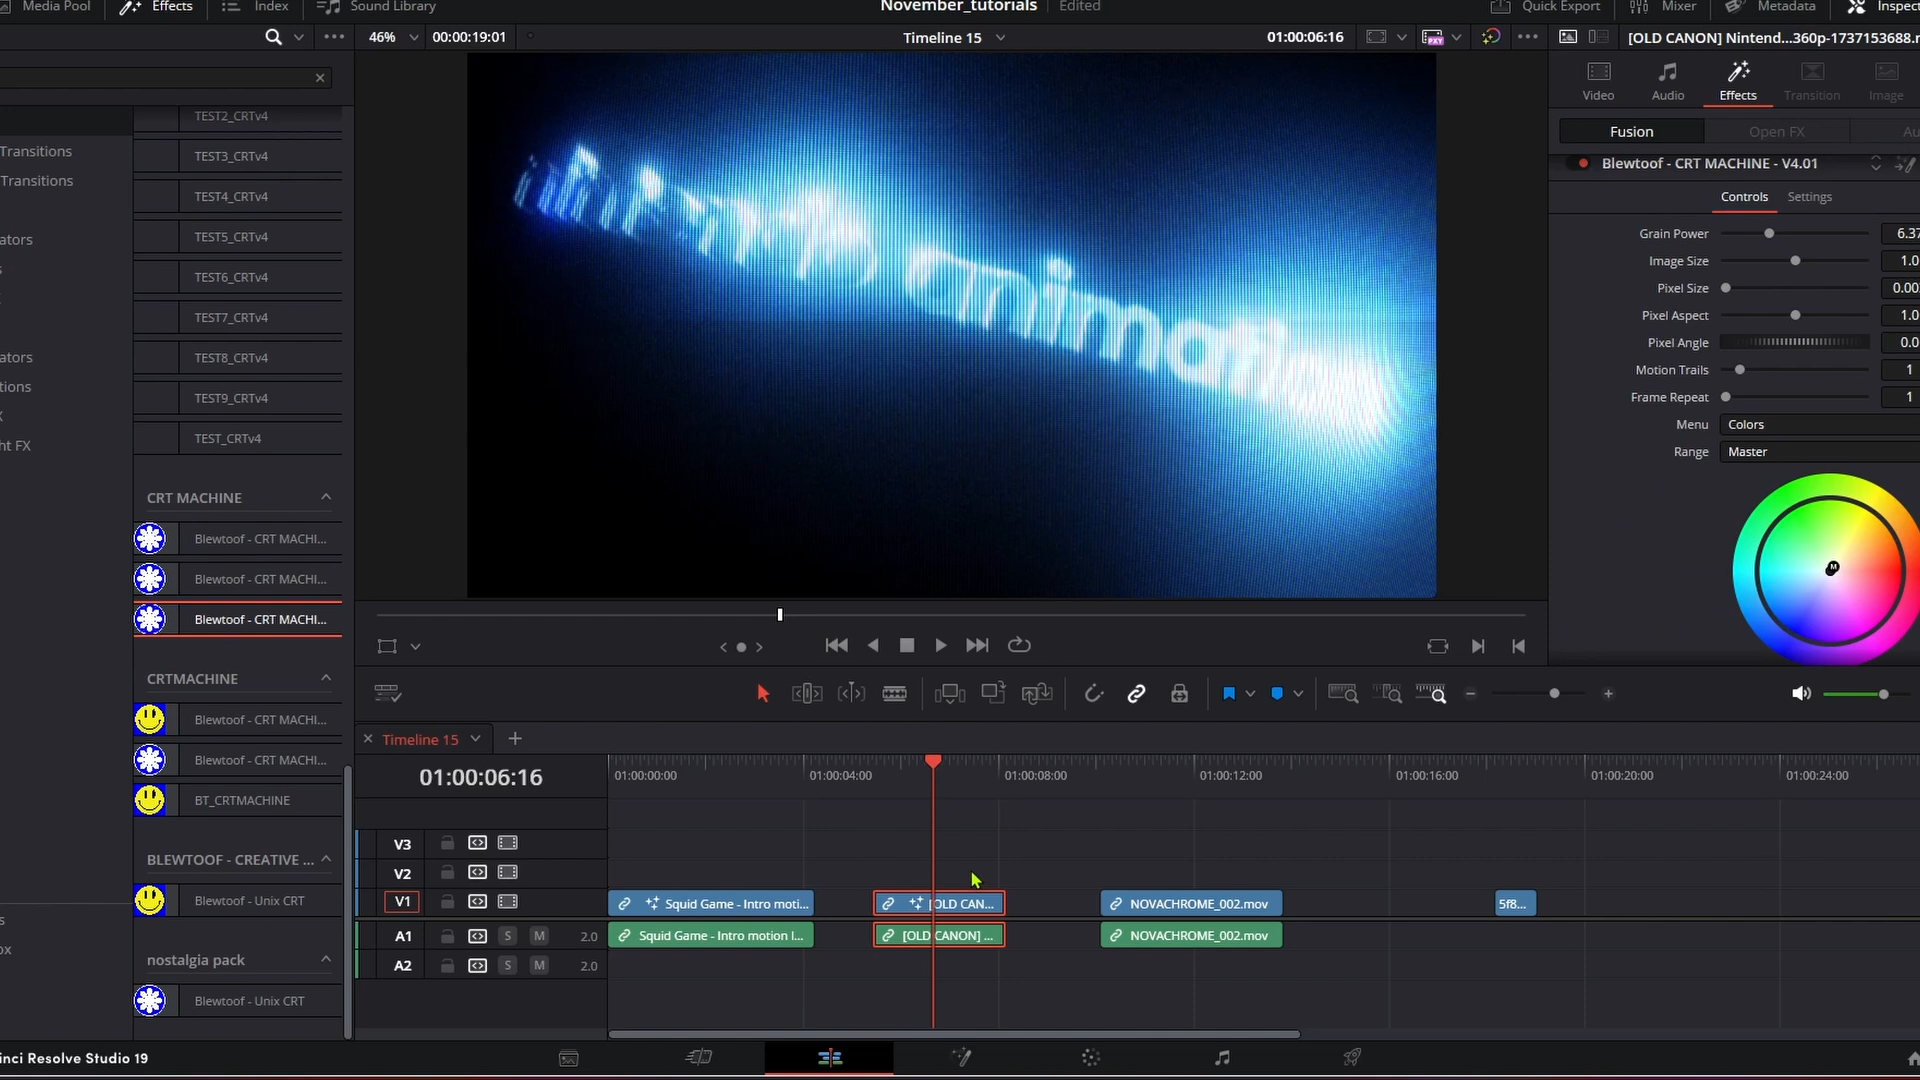 Media Pool
Effects
Index
Sound Library
November_tutorials
Edited
Quick Export
Mixer
Metadata
Inspect
46%
00:00:19:01
Timeline 15
01:00:06:16
[OLD CANON] Nintend...360p-1737153688.m
Video
Audio
Effects
Transition
Image
Fusion
Open FX
Au
Blewtoof - CRT MACHINE - V4.01
Controls
Settings
Grain Power
6.37
Image Size
1.0
Pixel Size
0.00
Pixel Aspect
1.0
Pixel Angle
0.0
Motion Trails
1
Frame Repeat
1
Menu
Colors
Range
Master
M
Transitions
Transitions
ators
ators
tions
X
ht FX
TEST2_CRTv4
TEST3_CRTv4
TEST4_CRTv4
TEST5_CRTv4
TEST6_CRTv4
TEST7_CRTv4
TEST8_CRTv4
TEST9_CRTv4
TEST_CRTv4
CRT MACHINE
Blewtoof - CRT MACHI...
Blewtoof - CRT MACHI...
Blewtoof - CRT MACHI...
CRTMACHINE
Blewtoof - CRT MACHI...
Blewtoof - CRT MACHI...
BT_CRTMACHINE
BLEWTOOF - CREATIVE ...
Blewtoof - Unix CRT
nostalgia pack
Blewtoof - Unix CRT
s
ox
Timeline 15
01:00:06:16
01:00:00:00
01:00:04:00
01:00:08:00
01:00:12:00
01:00:16:00
01:00:20:00
01:00:24:00
V3
V2
V1
Squid Game - Intro moti...
[OLD CAN...
NOVACHROME_002.mov
5f8...
A1
S
M
2.0
Squid Game - Intro motion l...
[OLD CANON] ...
NOVACHROME_002.mov
A2
S
M
2.0
inci Resolve Studio 19